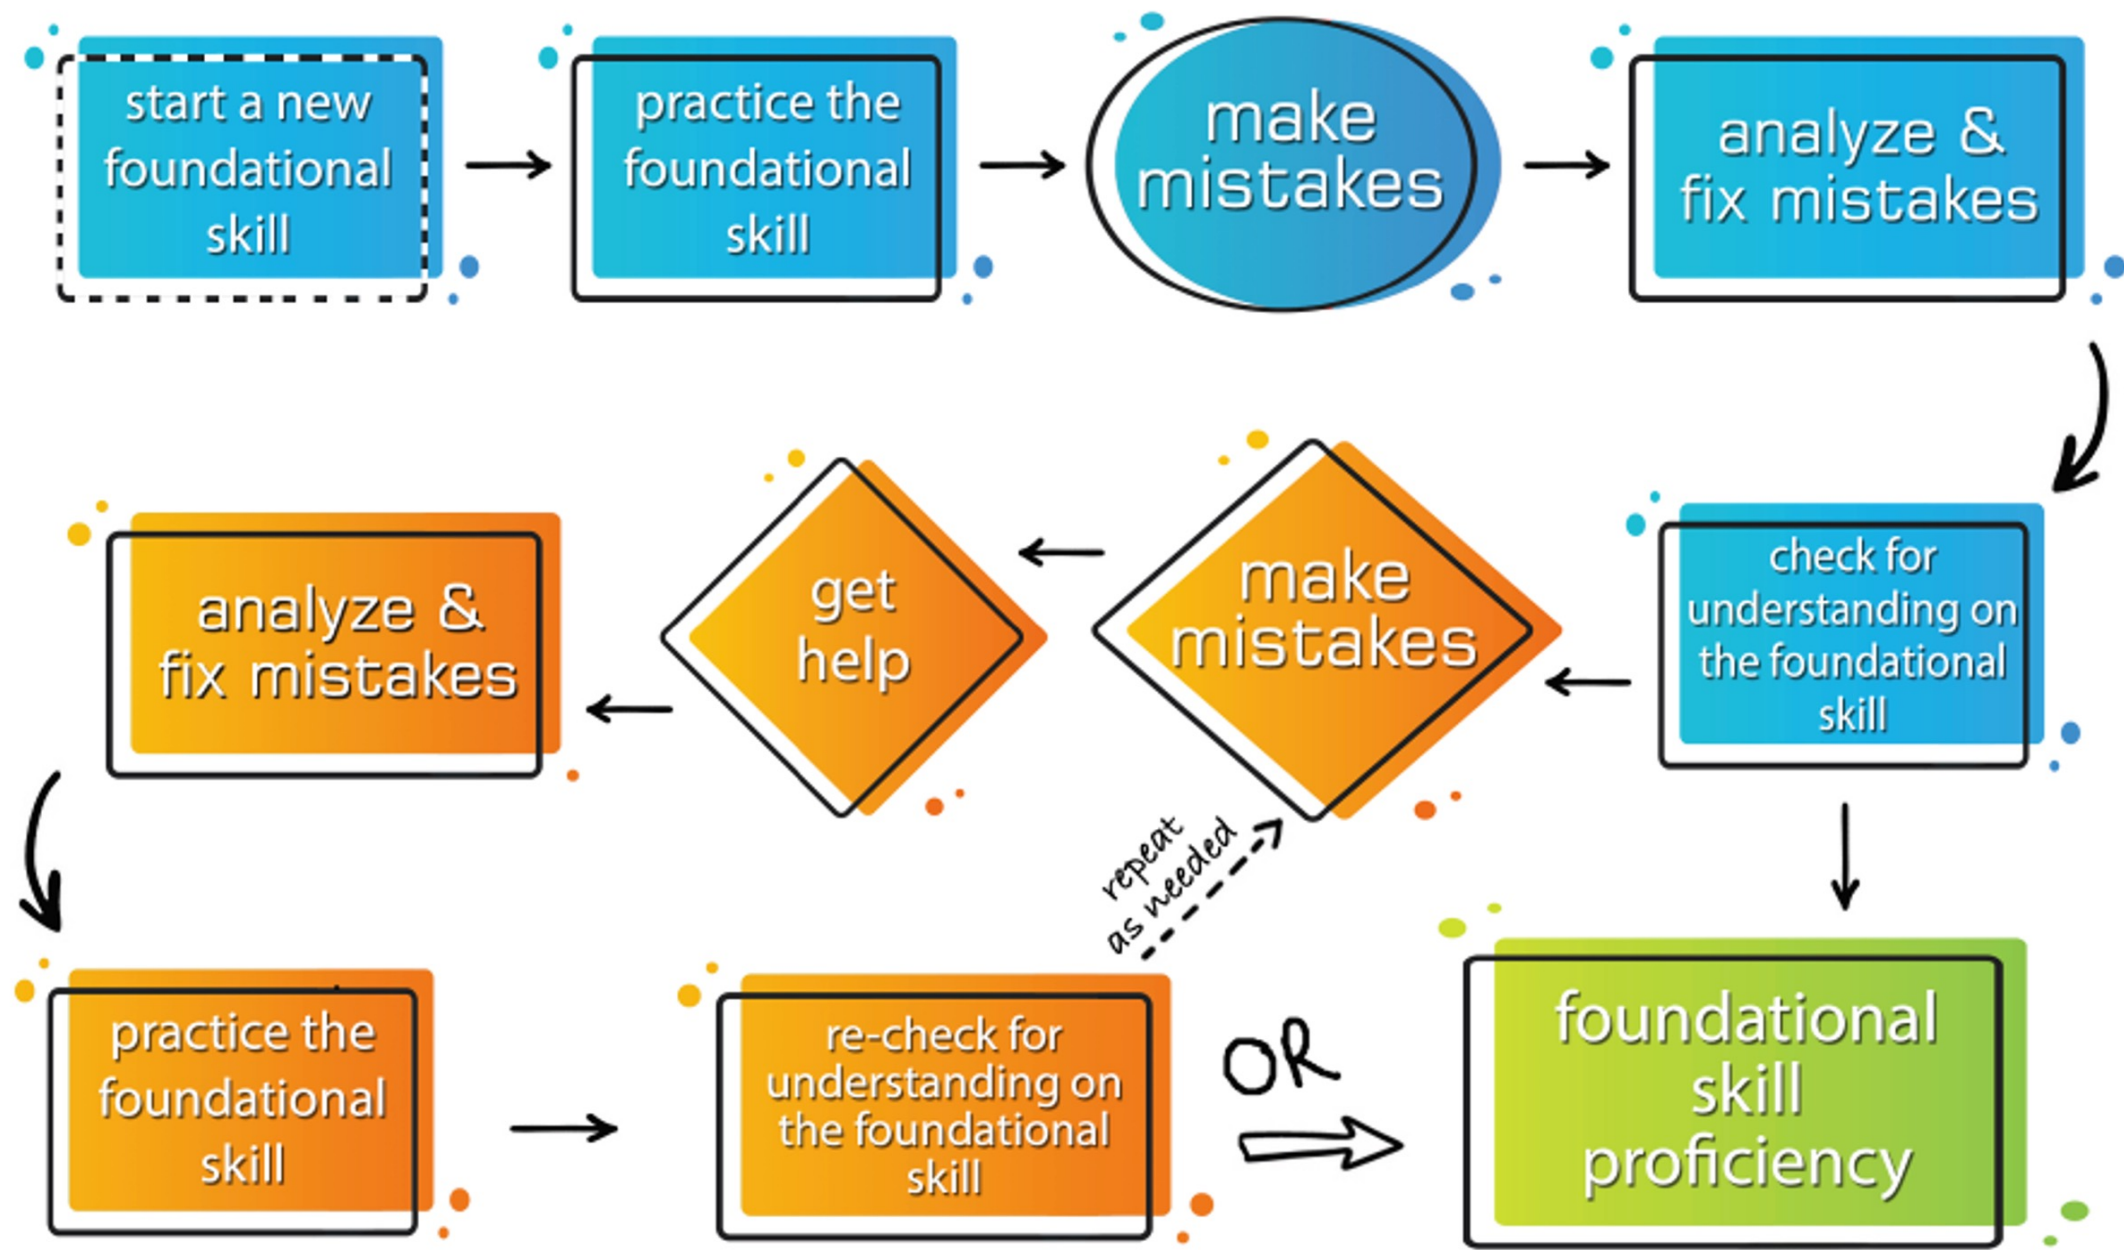 start a new
foundational
skill
practice the
foundational
skill
make
mistakes
analyze &
fix mistakes
check for
understanding on
the foundational
skill
make
mistakes
get
help
analyze &
fix mistakes
practice the
foundational
skill
re-check for
understanding on
the foundational
skill
repeat
as needed
OR
foundational
skill
proficiency